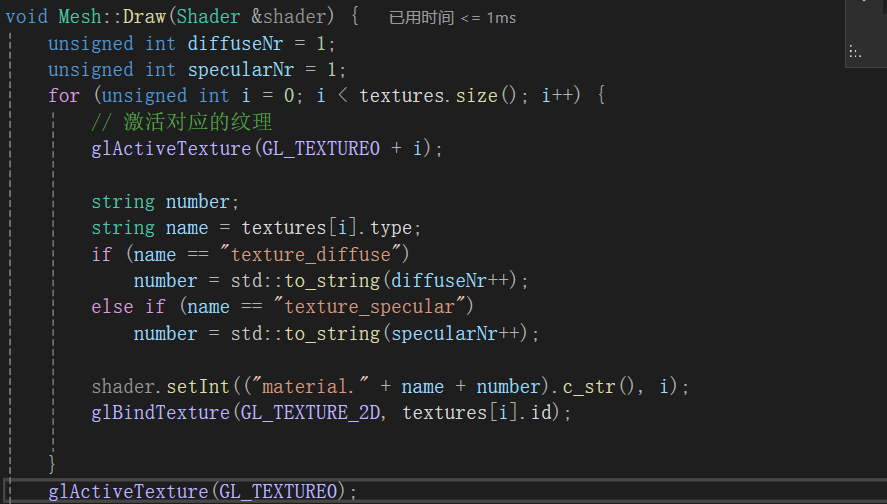 void Mesh::Draw(Shader &shader) { 已用时间 <= 1ms
unsigned int diffuseNr = 1;
unsigned int specularNr = 1;
for (unsigned int i = 0; i < textures.size(); i++) {
// 激活对应的纹理
glActiveTexture(GL_TEXTURE0 + i);
string number;
string name = textures[i].type;
if (name == "texture_diffuse")
number = std::to_string(diffuseNr++);
else if (name == "texture_specular")
number = std::to_string(specularNr++);
shader.setInt(("material." + name + number).c_str(), i);
glBindTexture(GL_TEXTURE_2D, textures[i].id);
}
glActiveTexture(GL_TEXTURE0);